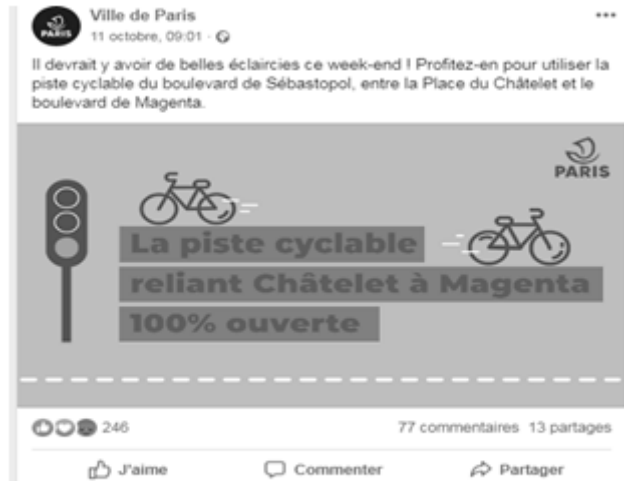 Ville de Paris
11 octobre, 09:01 ·
Il devrait y avoir de belles éclaircies ce week-end ! Profitez-en pour utiliser la
piste cyclable du boulevard de Sébastopol, entre la Place du Châtelet et le
boulevard de Magenta.
PARIS
La piste cyclable
reliant Châtelet à Magenta
100% ouverte
246
77 commentaires 13 partages
J'aime
Commenter
Partager